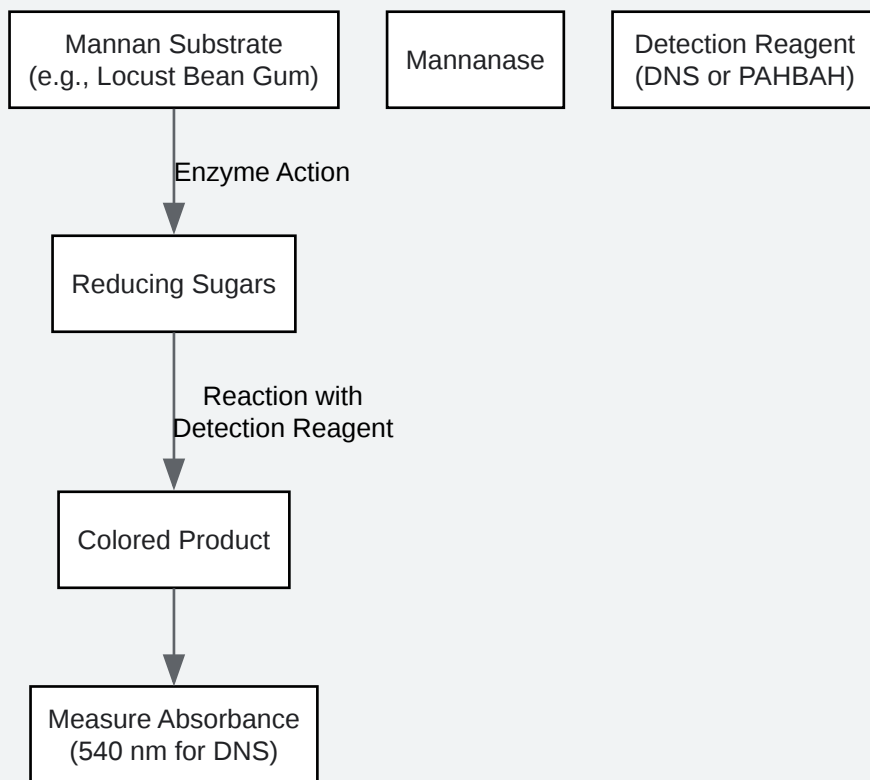 Mannan Substrate
(e.g., Locust Bean Gum)
Mannanase
Detection Reagent
(DNS or PAHBAH)
Enzyme Action
Reducing Sugars
Reaction with
Detection Reagent
Colored Product
Measure Absorbance
(540 nm for DNS)